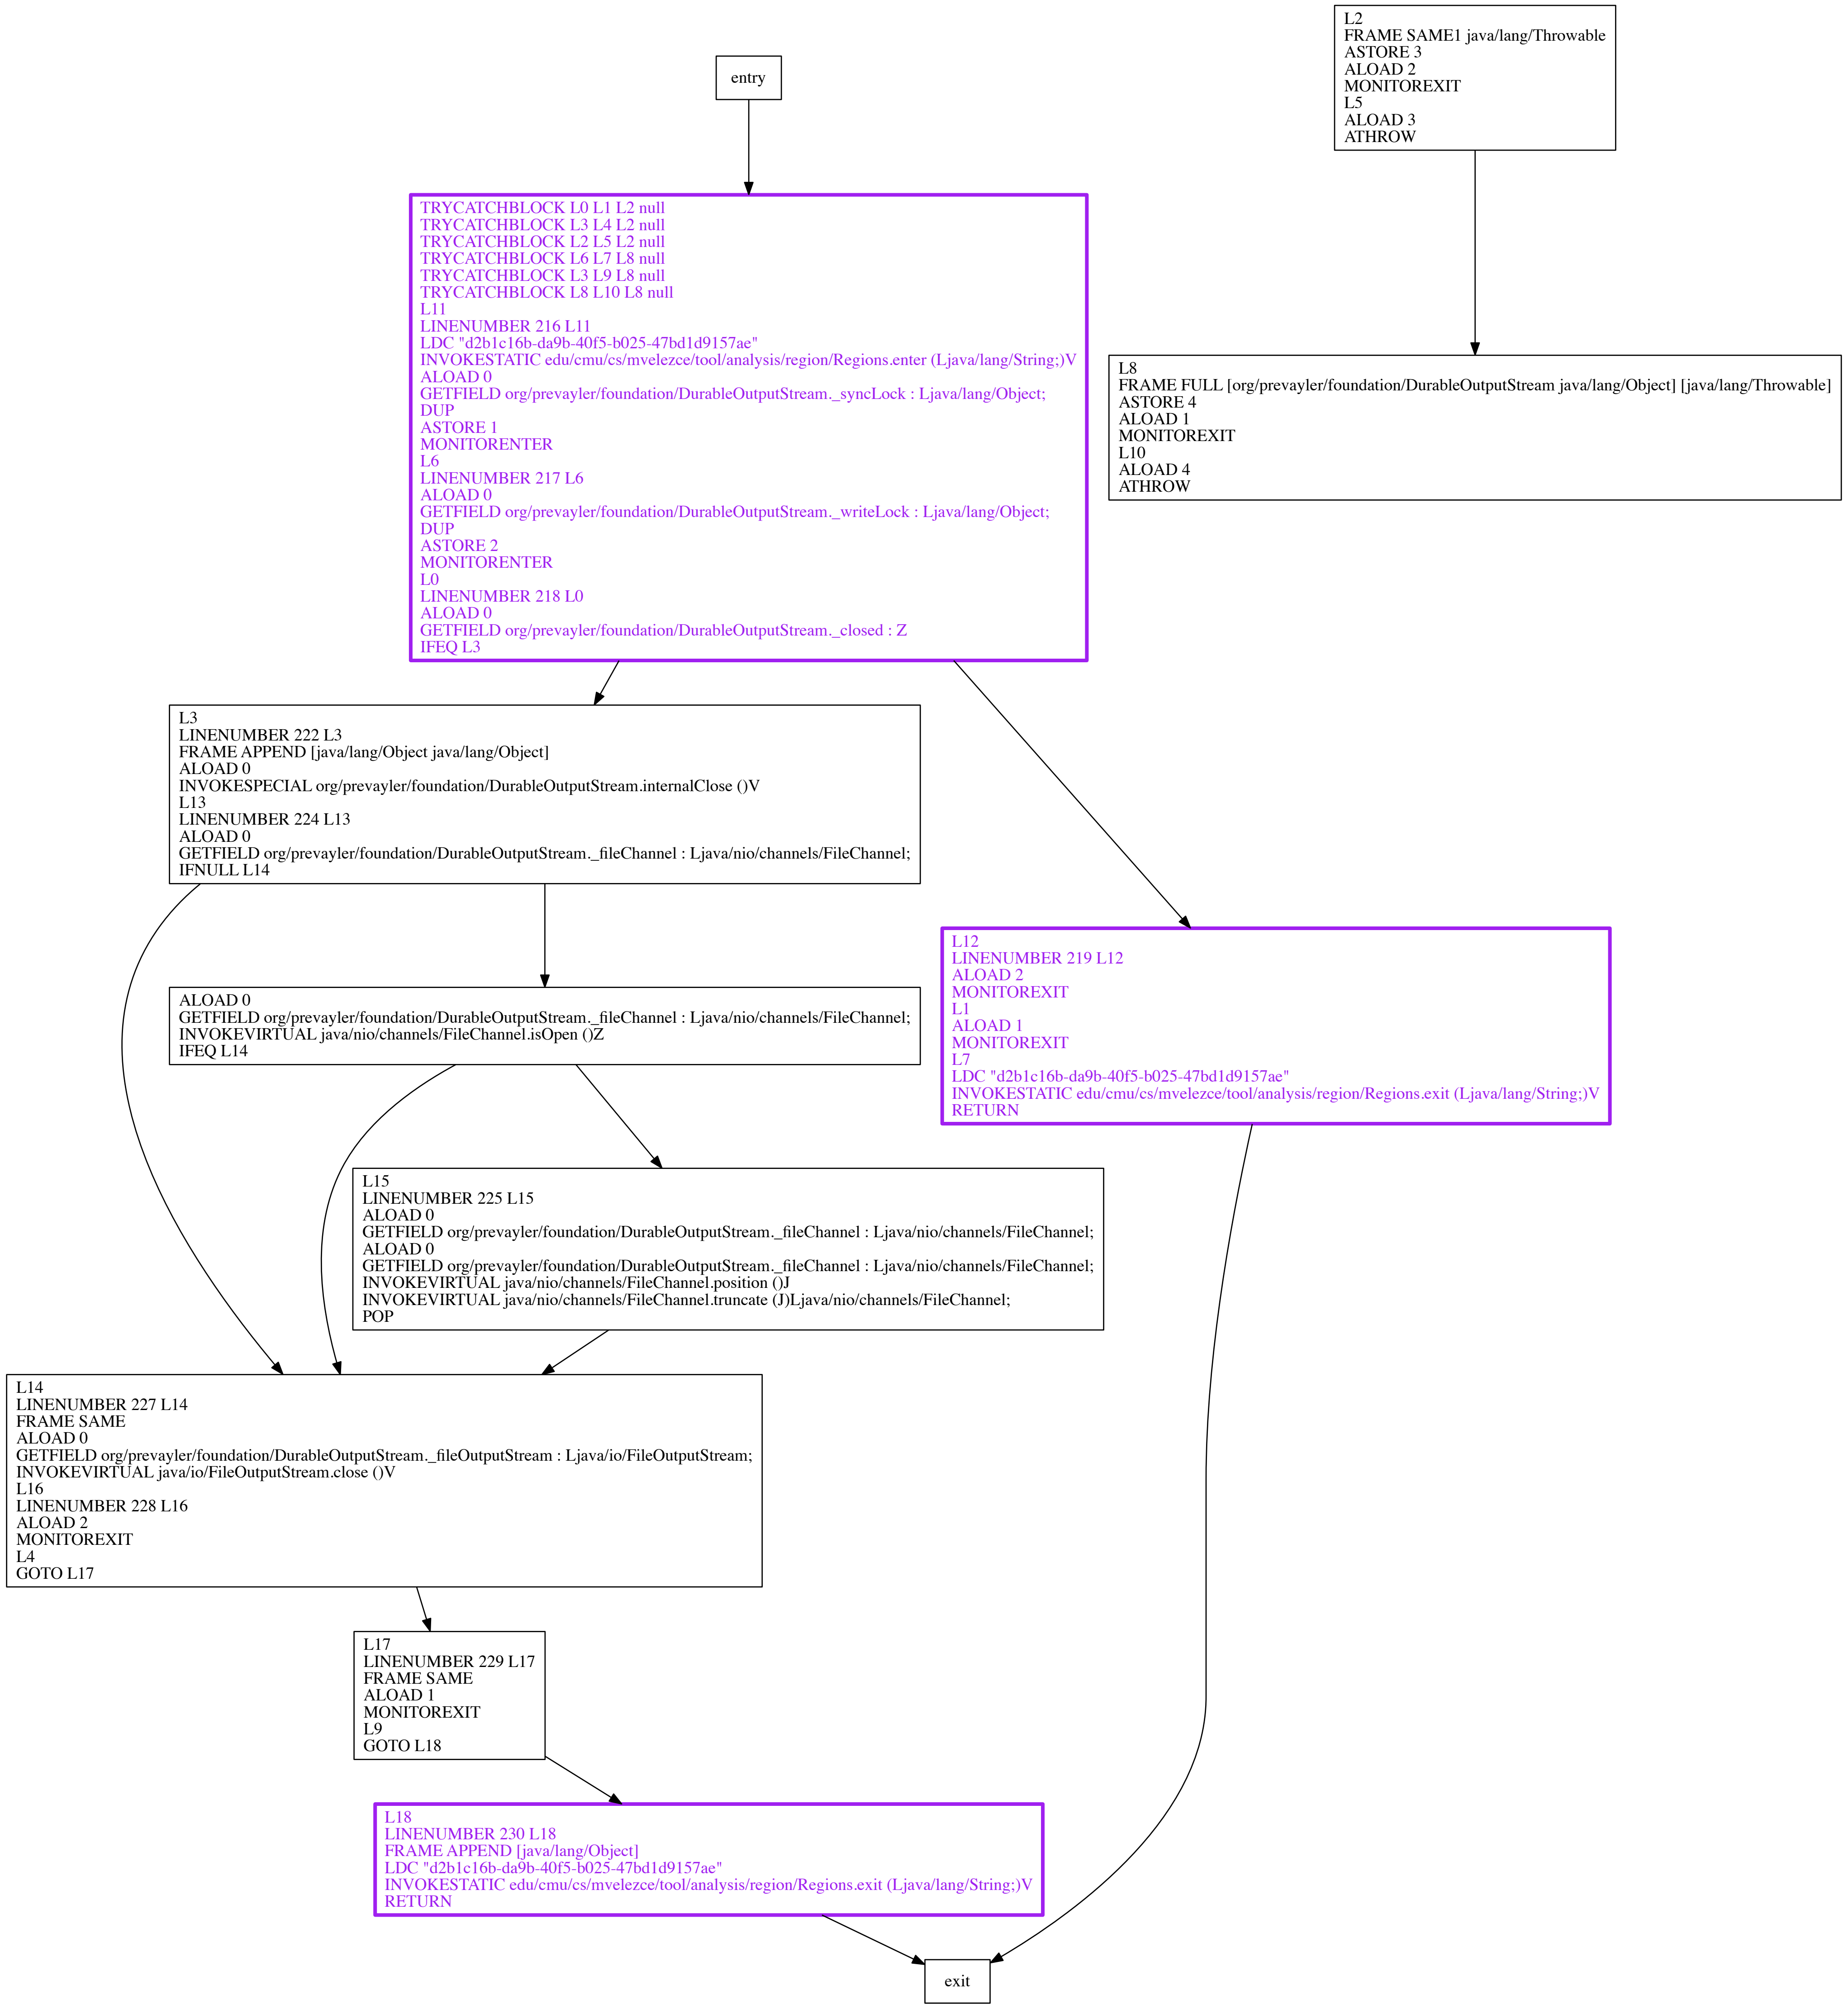 entry
TRYCATCHBLOCK L0 L1 L2 null
TRYCATCHBLOCK L3 L4 L2 null
TRYCATCHBLOCK L2 L5 L2 null
TRYCATCHBLOCK L6 L7 L8 null
TRYCATCHBLOCK L3 L9 L8 null
TRYCATCHBLOCK L8 L10 L8 null
L11
LINENUMBER 216 L11
LDC "d2b1c16b-da9b-40f5-b025-47bd1d9157ae"
INVOKESTATIC edu/cmu/cs/mvelezce/tool/analysis/region/Regions.enter (Ljava/lang/String;)V
ALOAD 0
GETFIELD org/prevayler/foundation/DurableOutputStream._syncLock : Ljava/lang/Object;
DUP
ASTORE 1
MONITORENTER
L6
LINENUMBER 217 L6
ALOAD 0
GETFIELD org/prevayler/foundation/DurableOutputStream._writeLock : Ljava/lang/Object;
DUP
ASTORE 2
MONITORENTER
L0
LINENUMBER 218 L0
ALOAD 0
GETFIELD org/prevayler/foundation/DurableOutputStream._closed : Z
IFEQ L3
L2
FRAME SAME1 java/lang/Throwable
ASTORE 3
ALOAD 2
MONITOREXIT
L5
ALOAD 3
ATHROW
L8
FRAME FULL [org/prevayler/foundation/DurableOutputStream java/lang/Object] [java/lang/Throwable]
ASTORE 4
ALOAD 1
MONITOREXIT
L10
ALOAD 4
ATHROW
L3
LINENUMBER 222 L3
FRAME APPEND [java/lang/Object java/lang/Object]
ALOAD 0
INVOKESPECIAL org/prevayler/foundation/DurableOutputStream.internalClose ()V
L13
LINENUMBER 224 L13
ALOAD 0
GETFIELD org/prevayler/foundation/DurableOutputStream._fileChannel : Ljava/nio/channels/FileChannel;
IFNULL L14
L12
LINENUMBER 219 L12
ALOAD 2
MONITOREXIT
L1
ALOAD 1
MONITOREXIT
L7
LDC "d2b1c16b-da9b-40f5-b025-47bd1d9157ae"
INVOKESTATIC edu/cmu/cs/mvelezce/tool/analysis/region/Regions.exit (Ljava/lang/String;)V
RETURN
ALOAD 0
GETFIELD org/prevayler/foundation/DurableOutputStream._fileChannel : Ljava/nio/channels/FileChannel;
INVOKEVIRTUAL java/nio/channels/FileChannel.isOpen ()Z
IFEQ L14
L15
LINENUMBER 225 L15
ALOAD 0
GETFIELD org/prevayler/foundation/DurableOutputStream._fileChannel : Ljava/nio/channels/FileChannel;
ALOAD 0
GETFIELD org/prevayler/foundation/DurableOutputStream._fileChannel : Ljava/nio/channels/FileChannel;
INVOKEVIRTUAL java/nio/channels/FileChannel.position ()J
INVOKEVIRTUAL java/nio/channels/FileChannel.truncate (J)Ljava/nio/channels/FileChannel;
POP
L14
LINENUMBER 227 L14
FRAME SAME
ALOAD 0
GETFIELD org/prevayler/foundation/DurableOutputStream._fileOutputStream : Ljava/io/FileOutputStream;
INVOKEVIRTUAL java/io/FileOutputStream.close ()V
L16
LINENUMBER 228 L16
ALOAD 2
MONITOREXIT
L4
GOTO L17
L17
LINENUMBER 229 L17
FRAME SAME
ALOAD 1
MONITOREXIT
L9
GOTO L18
L18
LINENUMBER 230 L18
FRAME APPEND [java/lang/Object]
LDC "d2b1c16b-da9b-40f5-b025-47bd1d9157ae"
INVOKESTATIC edu/cmu/cs/mvelezce/tool/analysis/region/Regions.exit (Ljava/lang/String;)V
RETURN
exit